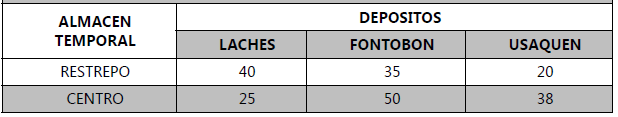 ALMACEN TEMPORAL DEPOSITOS
LACHES FONTOBON USAQUEN
RESTREPO 40 35 20
CENTRO 25 50 38